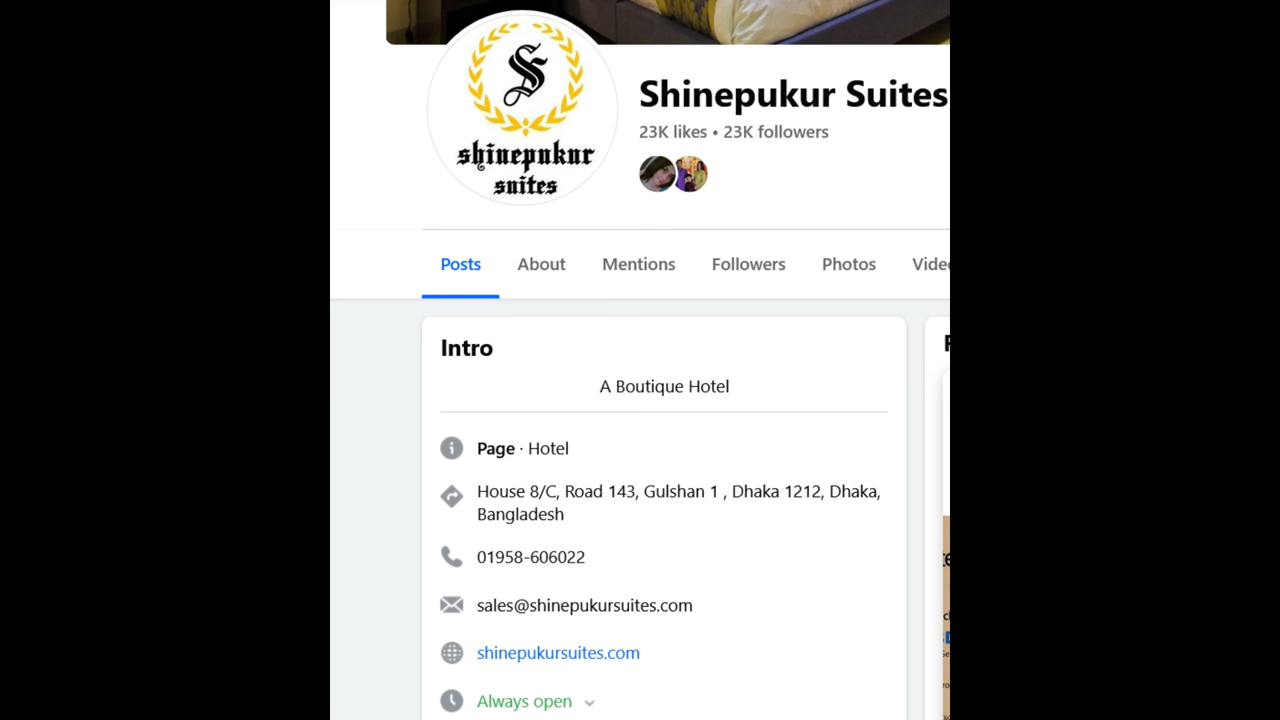 S
shinepukur
suites
Shinepukur Suites
23K likes • 23K followers
Posts About Mentions Followers Photos
Intro
A Boutique Hotel
Page · Hotel
House 8/C, Road 143, Gulshan 1 , Dhaka 1212, Dhaka,
Bangladesh
01958-606022
sales@shinepukursuites.com
shinepukursuites.com
Always open